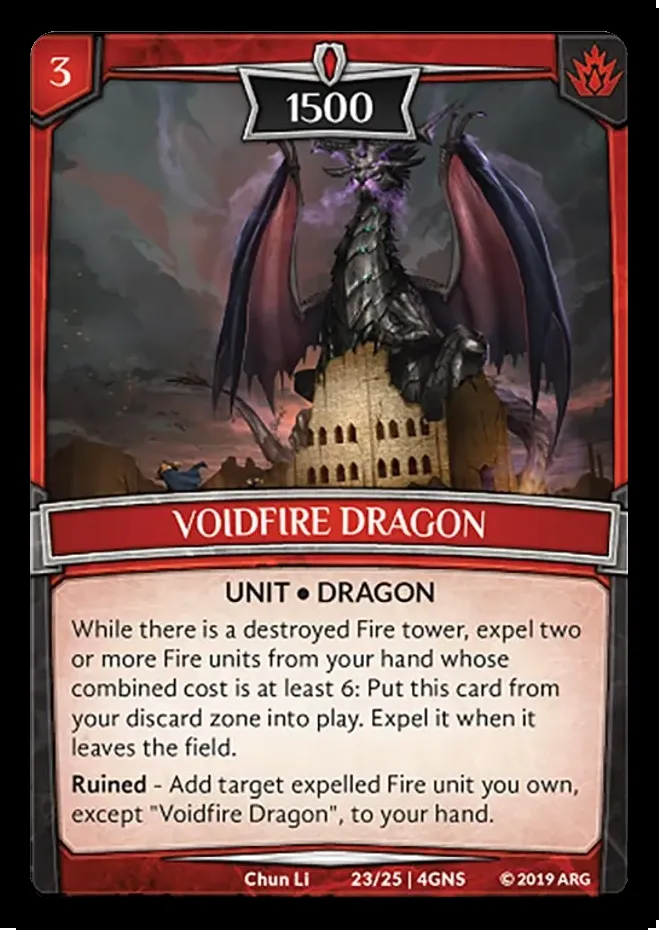 3
1500
VOIDFIRE DRAGON
UNIT • DRAGON
While there is a destroyed Fire tower, expel two
or more Fire units from your hand whose
combined cost is at least 6: Put this card from
your discard zone into play. Expel it when it
leaves the field.
Ruined - Add target expelled Fire unit you own,
except "Voidfire Dragon", to your hand.
Chun Li 23/25 | 4GNS © 2019 ARG